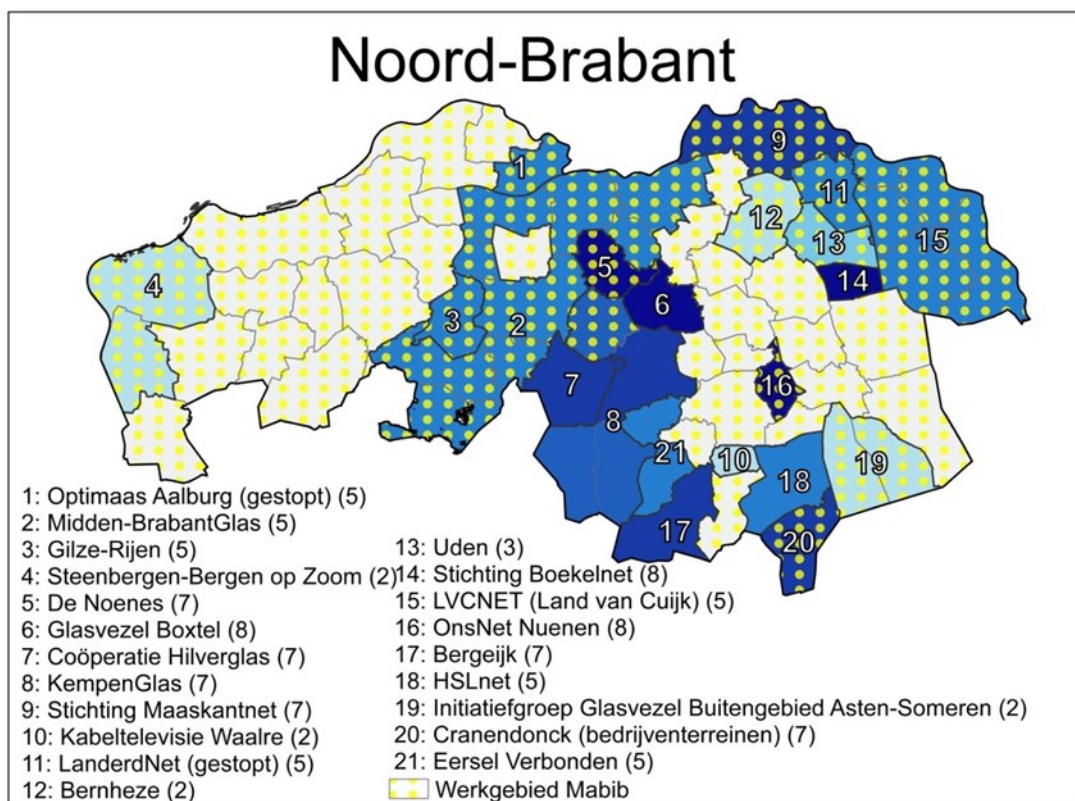 Noord-Brabant
1
2
3
4
5
6
7
8
9
10
11
12
13
14
15
16
17
18
19
20
21
1: Optimaas Aalburg (gestopt) (5)
2: Midden-BrabantGlas (5)
3: Gilze-Rijen (5)
4: Steenbergen-Bergen op Zoom (2)
5: De Noenes (7)
6: Glasvezel Boxtel (8)
7: Coöperatie Hilverglas (7)
8: KempenGlas (7)
9: Stichting Maaskantnet (7)
10: Kabeltelevisie Waalre (2)
11: LanderdNet (gestopt) (5)
12: Bernheze (2)
13: Uden (3)
14: Stichting Boekelnet (8)
15: LVCNET (Land van Cuijk) (5)
16: OnsNet Nuenen (8)
17: Bergeijk (7)
18: HSLnet (5)
19: Initiatiefgroep Glasvezel Buitengebied Asten-Someren (2)
20: Cranendonck (bedrijventerreinen) (7)
21: Eersel Verbonden (5)
Werkgebied Mabib